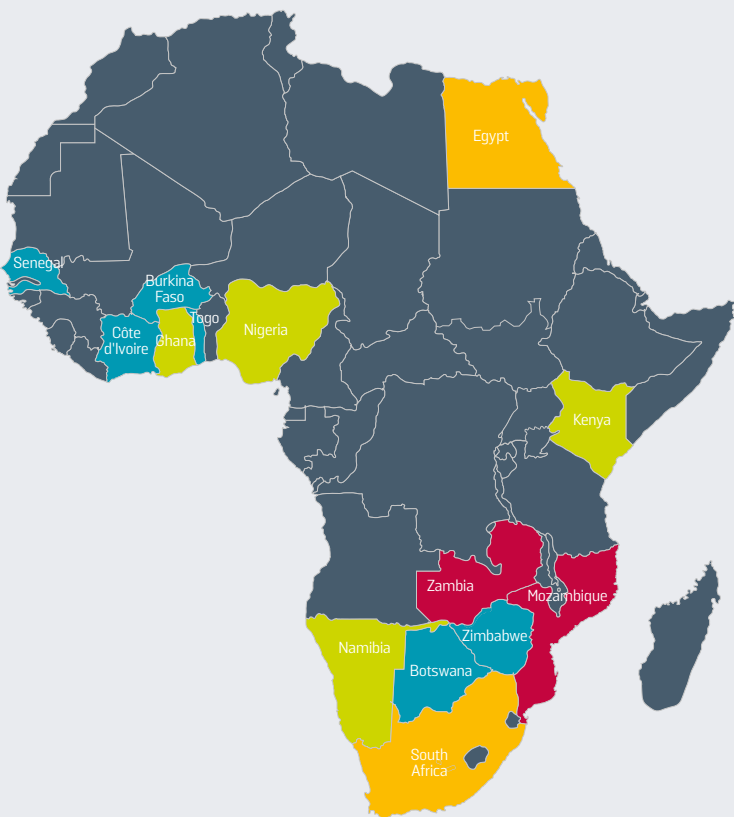 Egypt
Senegal
Burkina
Faso
Togo
Côte
d'Ivoire
Ghana
Nigeria
Kenya
Zambia
Mozambique
Zimbabwe
Namibia
Botswana
South
Africa